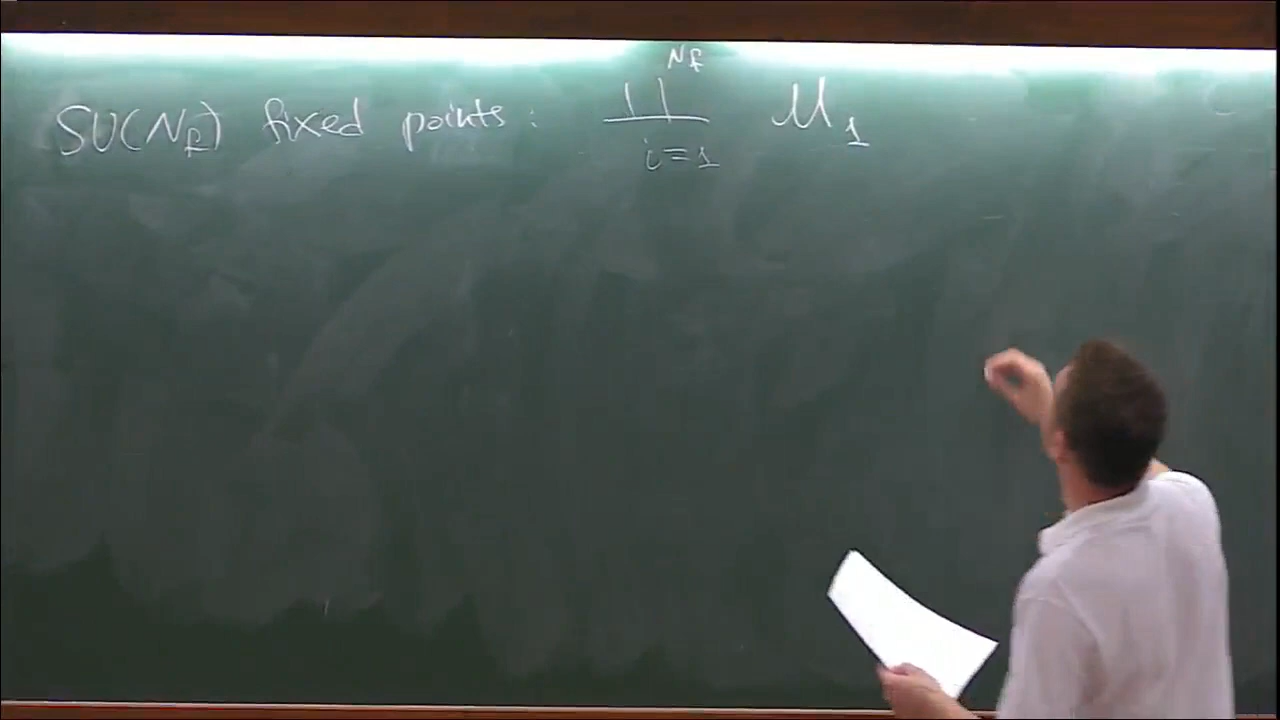 SU(N_f) fixed points: ∐_{i=1}^{N_f} M_1